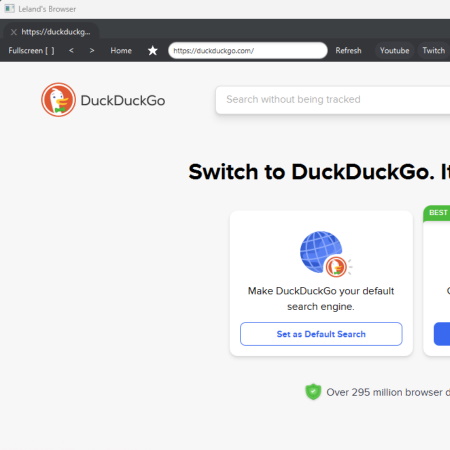 Leland's Browser
https://duckduckg...
Fullscreen [ ] < > Home https://duckduckgo.com/ Refresh Youtube Twitch
DuckDuckGo
Search without being tracked
Switch to DuckDuckGo. It
BEST
Make DuckDuckGo your default
search engine.
Set as Default Search
Over 295 million browser d